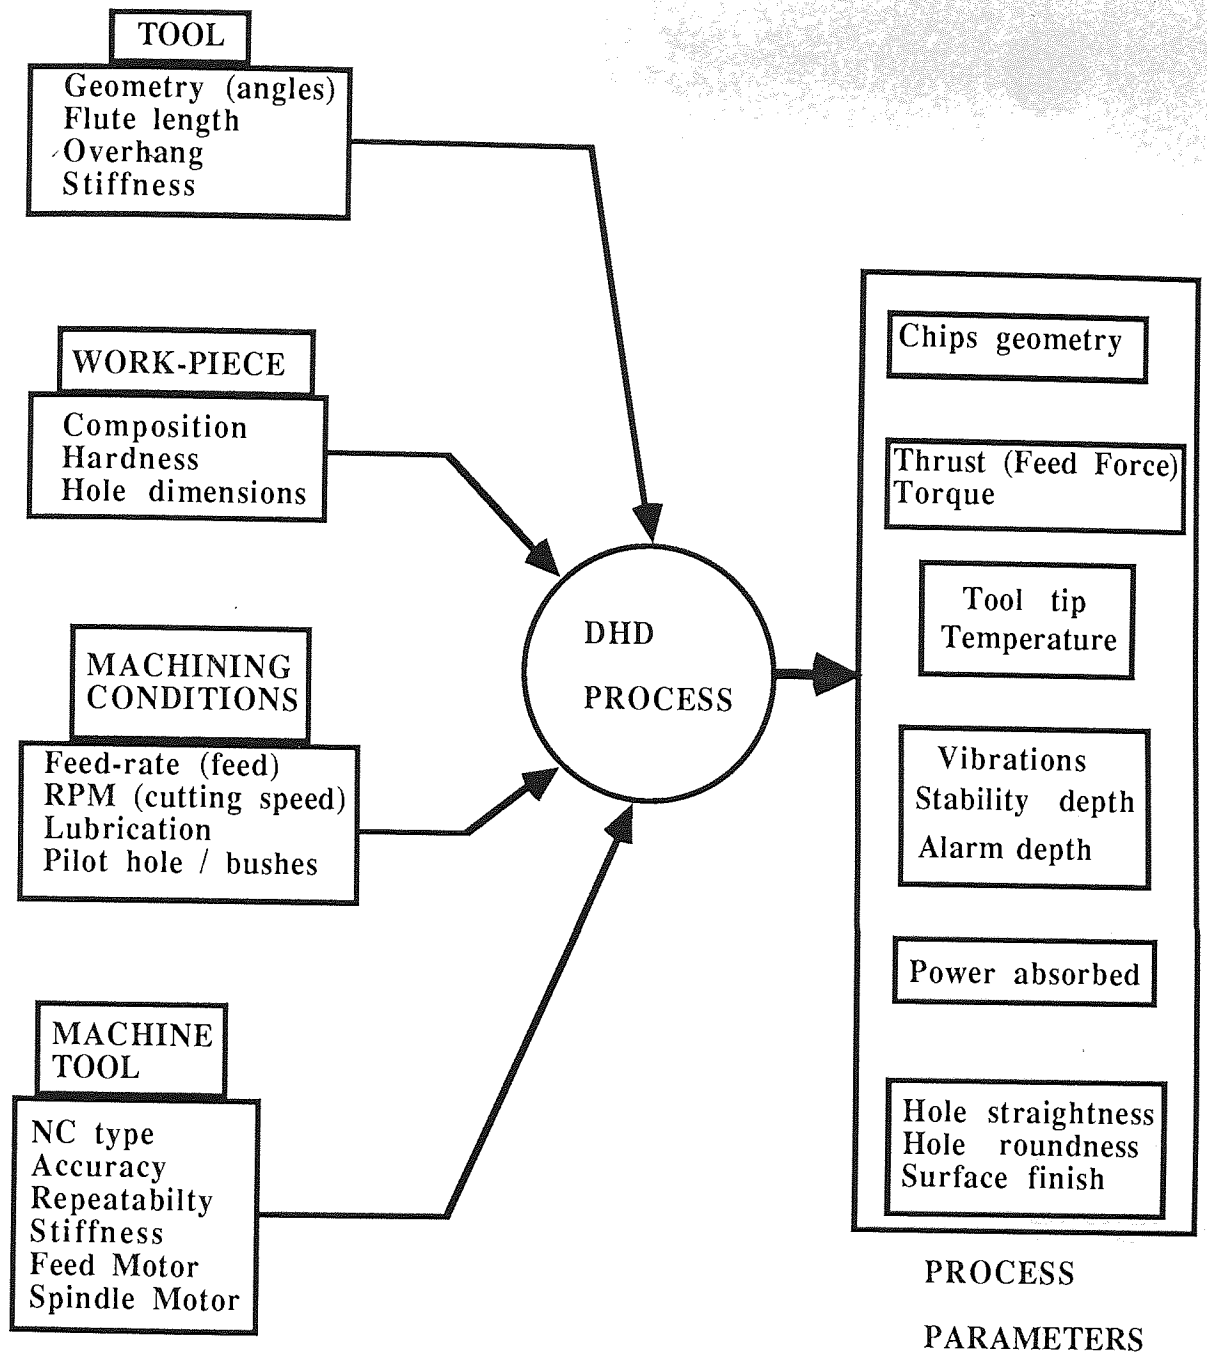 TOOL
Geometry (angles)
Flute length
Overhang
Stiffness
WORK-PIECE
Composition
Hardness
Hole dimensions
MACHINING
CONDITIONS
Feed-rate (feed)
RPM (cutting speed)
Lubrication
Pilot hole / bushes
MACHINE
TOOL
NC type
Accuracy
Repeatabilty
Stiffness
Feed Motor
Spindle Motor
DHD
PROCESS
Chips geometry
Thrust (Feed Force)
Torque
Tool tip
Temperature
Vibrations
Stability depth
Alarm depth
Power absorbed
Hole straightness
Hole roundness
Surface finish
PROCESS
PARAMETERS